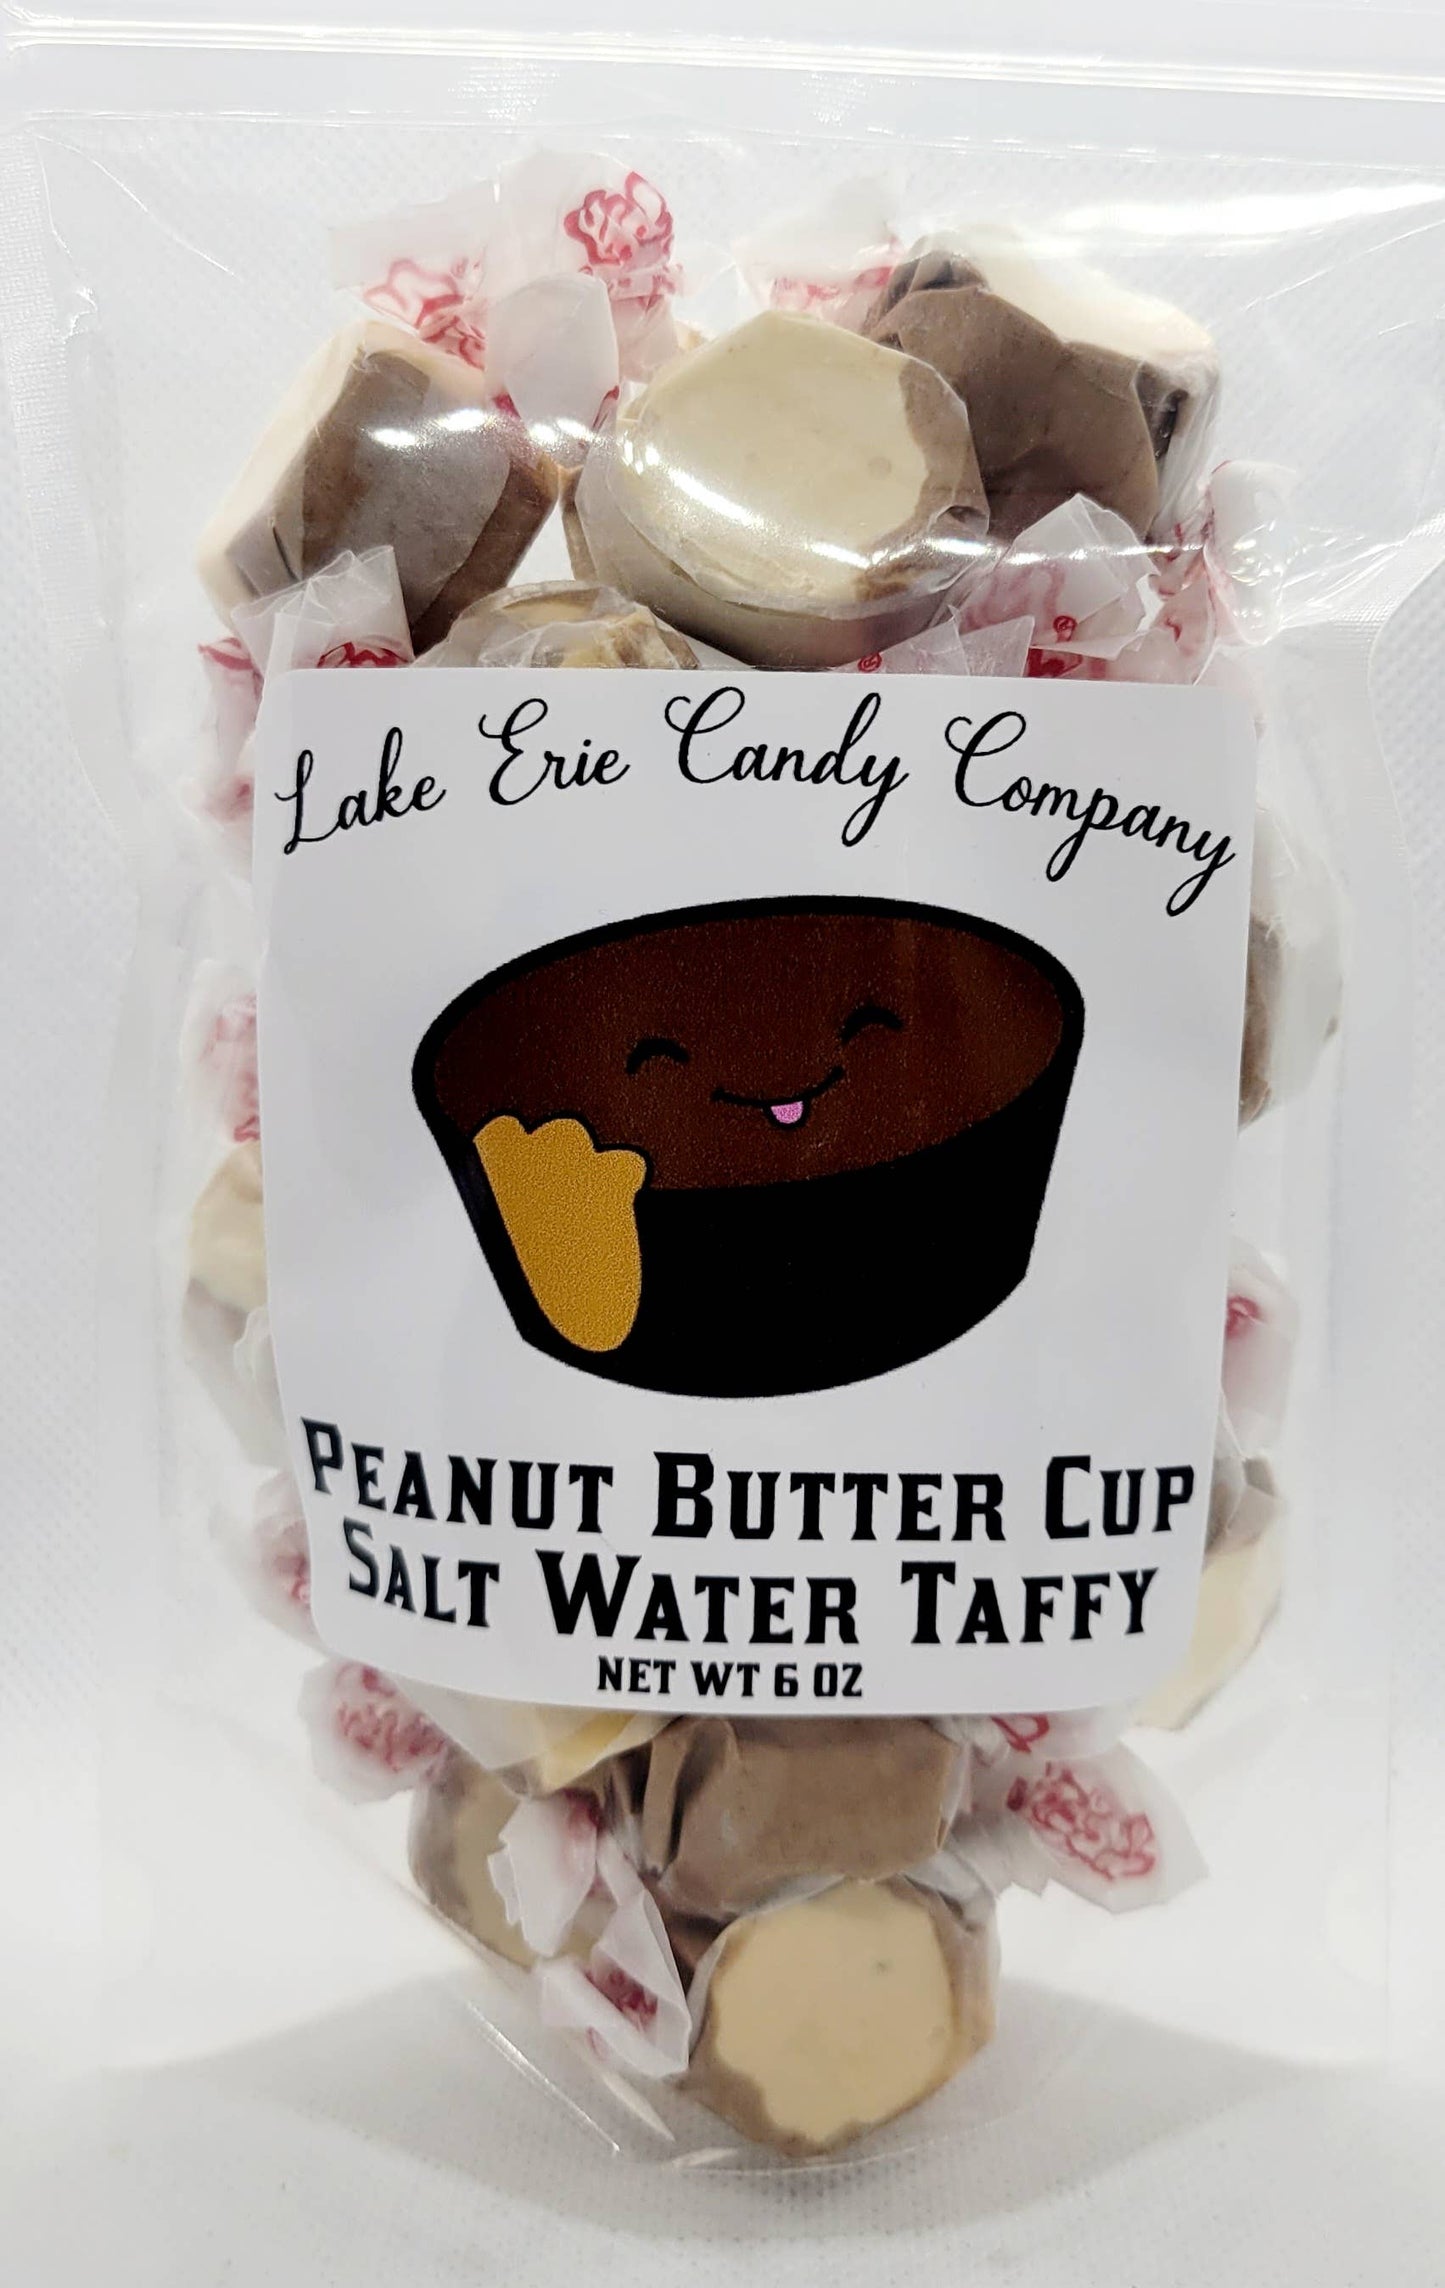 Lake Erie Candy Company
PEANUT BUTTER CUP
SALT WATER TAFFY
NET WT 6 OZ